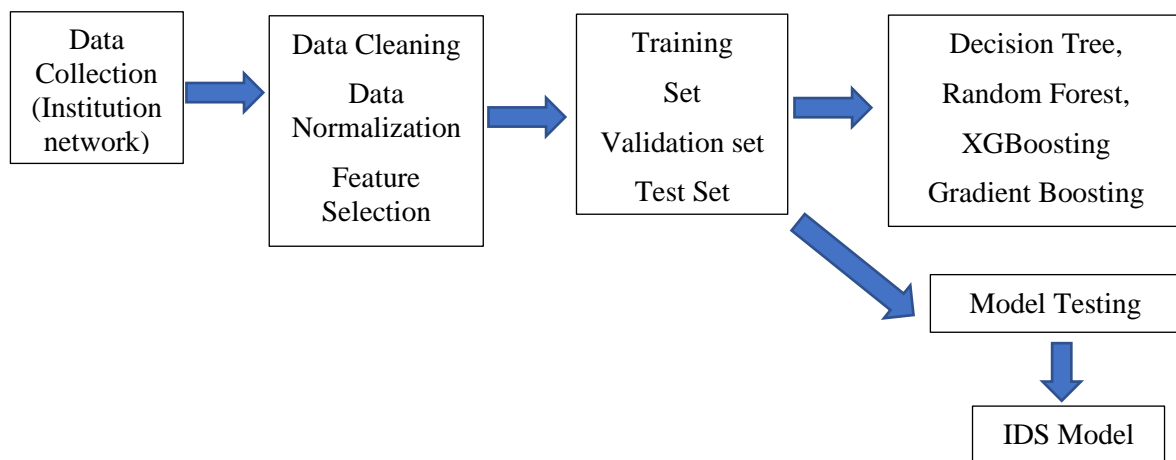 Data
Collection
(Institution
network)
Data Cleaning
Data
Normalization
Feature
Selection
Training
Set
Validation set
Test Set
Decision Tree,
Random Forest,
XGBoosting
Gradient Boosting
Model Testing
IDS Model